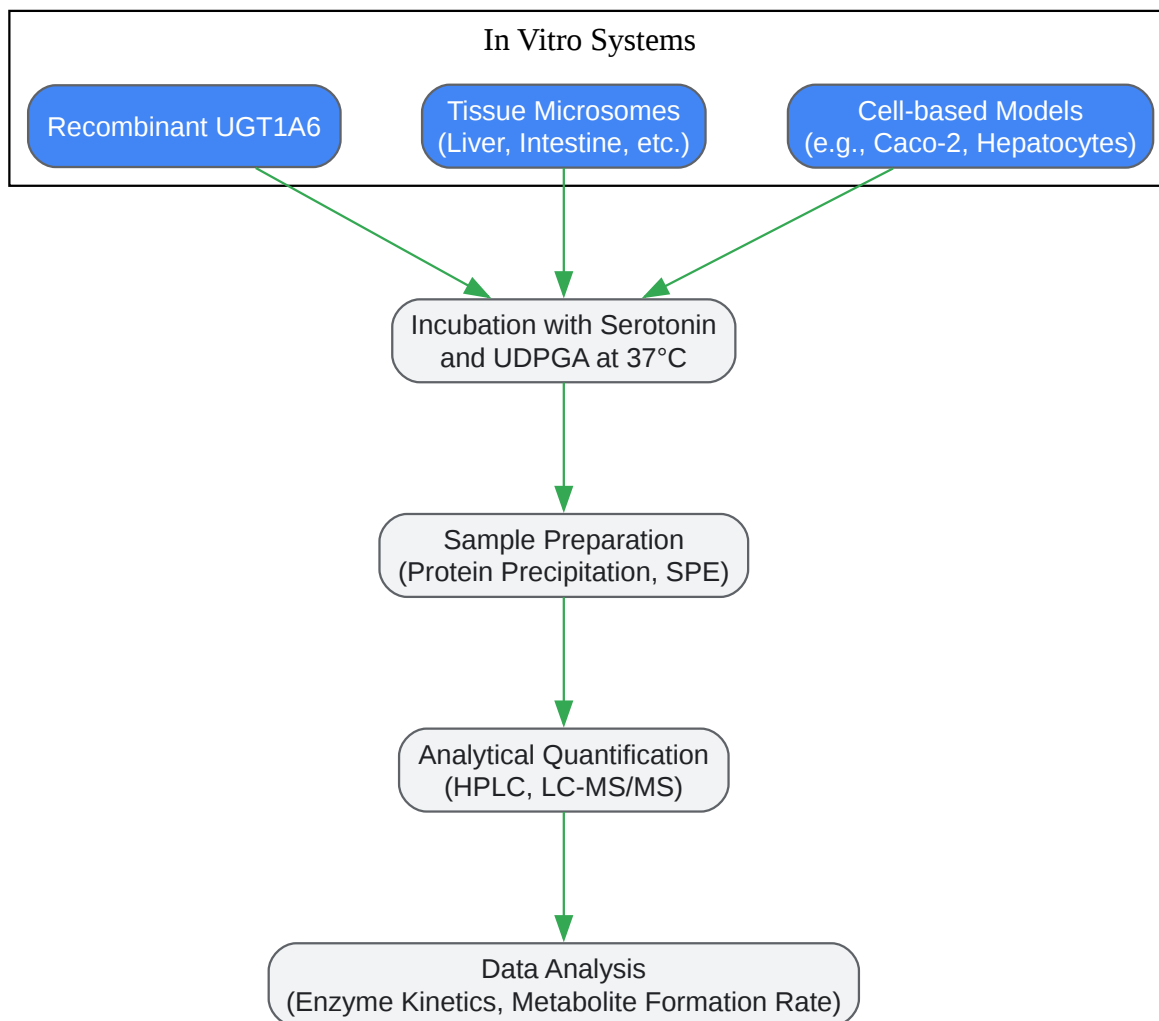 In Vitro Systems
Recombinant UGT1A6
Tissue Microsomes
(Liver, Intestine, etc.)
Cell-based Models
(e.g., Caco-2, Hepatocytes)
Incubation with Serotonin
and UDPGA at 37°C
Sample Preparation
(Protein Precipitation, SPE)
Analytical Quantification
(HPLC, LC-MS/MS)
Data Analysis
(Enzyme Kinetics, Metabolite Formation Rate)